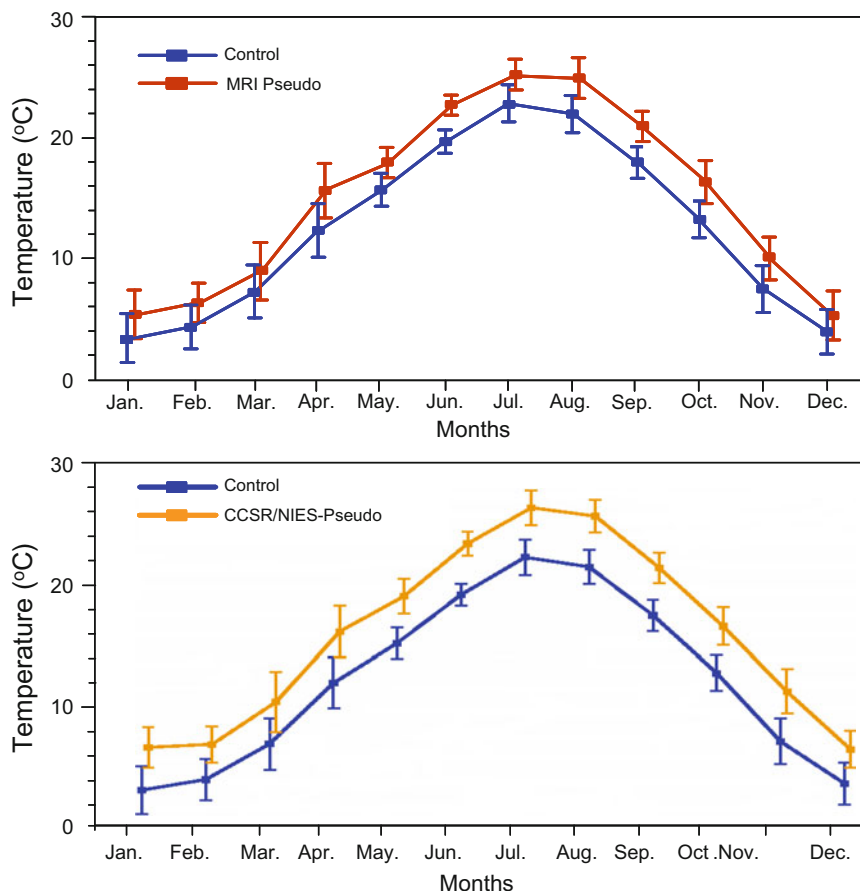 30
Control
MRI Pseudo
20
Temperature (°C)
10
0
Jan. Feb. Mar. Apr. May. Jun. Jul. Aug. Sep. Oct. Nov. Dec.
Months
30
Control
CCSR/NIES-Pseudo
20
Temperature (°C)
10
0
Jan. Feb. Mar. Apr. May. Jun. Jul. Aug. Sep. Oct .Nov. Dec.
Months